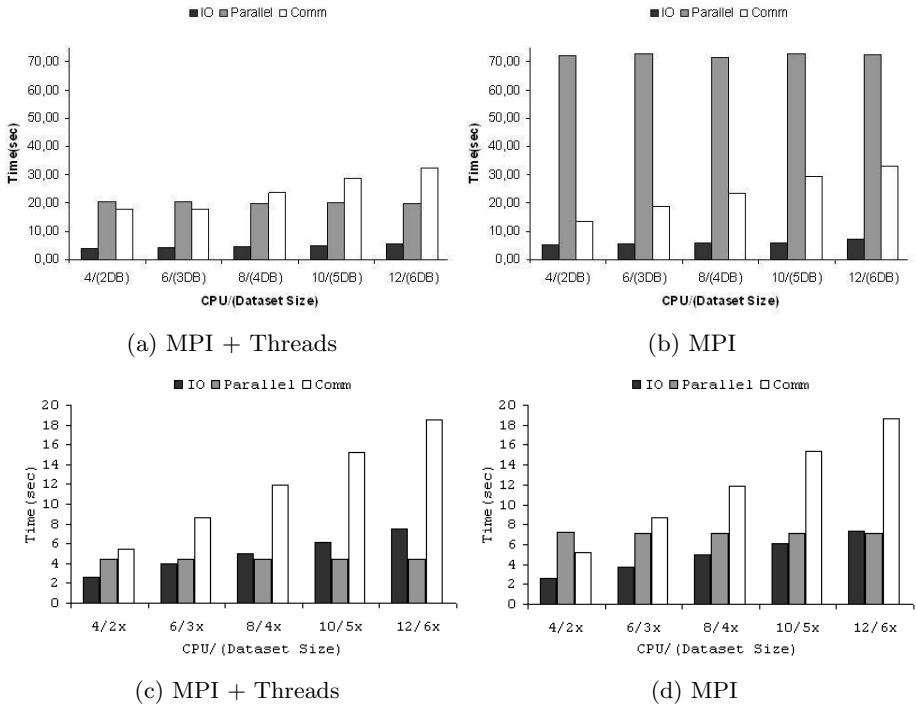 IO Parallel Comm
70,00
60,00
50,00
40,00
30,00
20,00
10,00
0,00
Time(sec)
4/(2DB) 6/(3DB) 8/(4DB) 10/(5DB) 12/(6DB)
CPU/(Dataset Size)
(a) MPI + Threads
IO Parallel Comm
70,00
60,00
50,00
40,00
30,00
20,00
10,00
0,00
Time(sec)
4/(2DB) 6/(3DB) 8/(4DB) 10/(5DB) 12/(6DB)
CPU/(Dataset Size)
(b) MPI
IO Parallel Comm
20
18
16
14
12
10
8
6
4
2
0
Time(sec)
4/2x 6/3x 8/4x 10/5x 12/6x
CPU/(Dataset Size)
(c) MPI + Threads
IO Parallel Comm
20
18
16
14
12
10
8
6
4
2
0
Time(sec)
4/2x 6/3x 8/4x 10/5x 12/6x
CPU/(Dataset Size)
(d) MPI